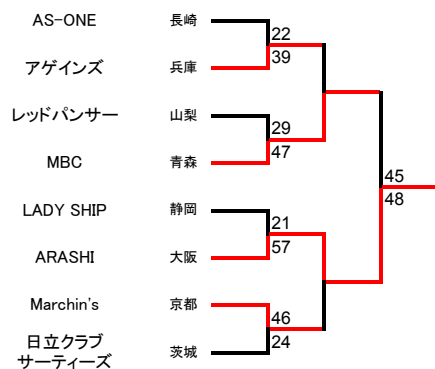 AS-ONE 長崎
22
39
アゲインズ 兵庫
レッドパンサー 山梨
29
47
MBC 青森
45
48
LADY SHIP 静岡
21
57
ARASHI 大阪
Marchin's 京都
46
24
日立クラブ
サーティーズ 茨城